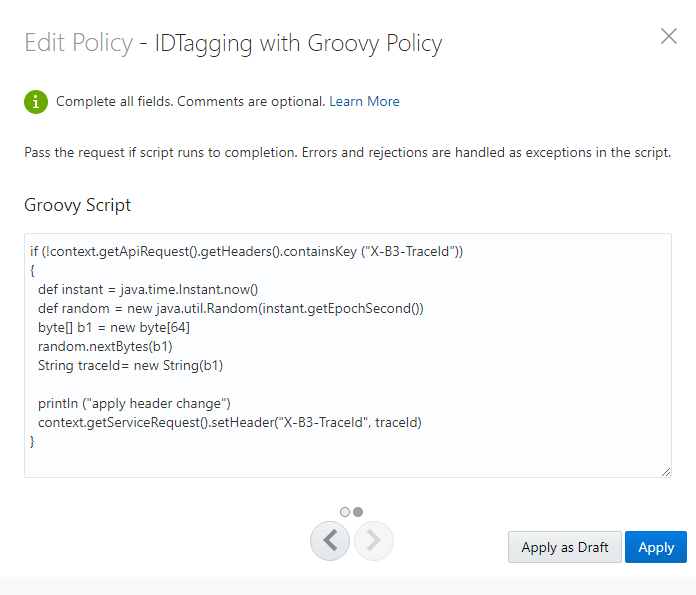 Edit Policy - IDTagging with Groovy Policy
Complete all fields. Comments are optional. Learn More
Pass the request if script runs to completion. Errors and rejections are handled as exceptions in the script.
Groovy Script
if (!context.getApiRequest().getHeaders().containsKey ("X-B3-TraceId"))
{
def instant = java.time.Instant.now()
def random = new java.util.Random(instant.getEpochSecond())
byte[] b1 = new byte[64]
random.nextBytes(b1)
String traceId= new String(b1)
println ("apply header change")
context.getServiceRequest().setHeader("X-B3-TraceId", traceId)
}
Apply as Draft
Apply